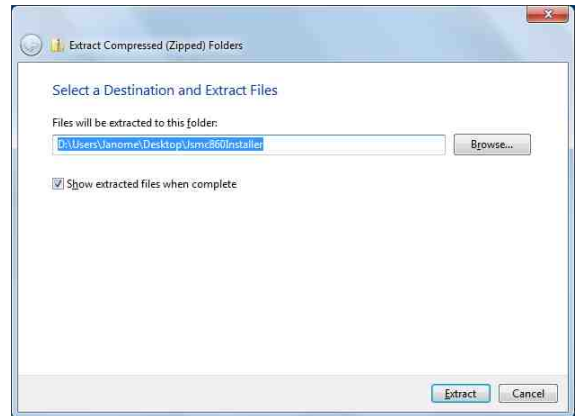 Extract Compressed (Zipped) Folders
Select a Destination and Extract Files
Files will be extracted to this folder:
D:\Users\Janome\Desktop\Jsmc860Installer
Browse...
Show extracted files when complete
Extract
Cancel